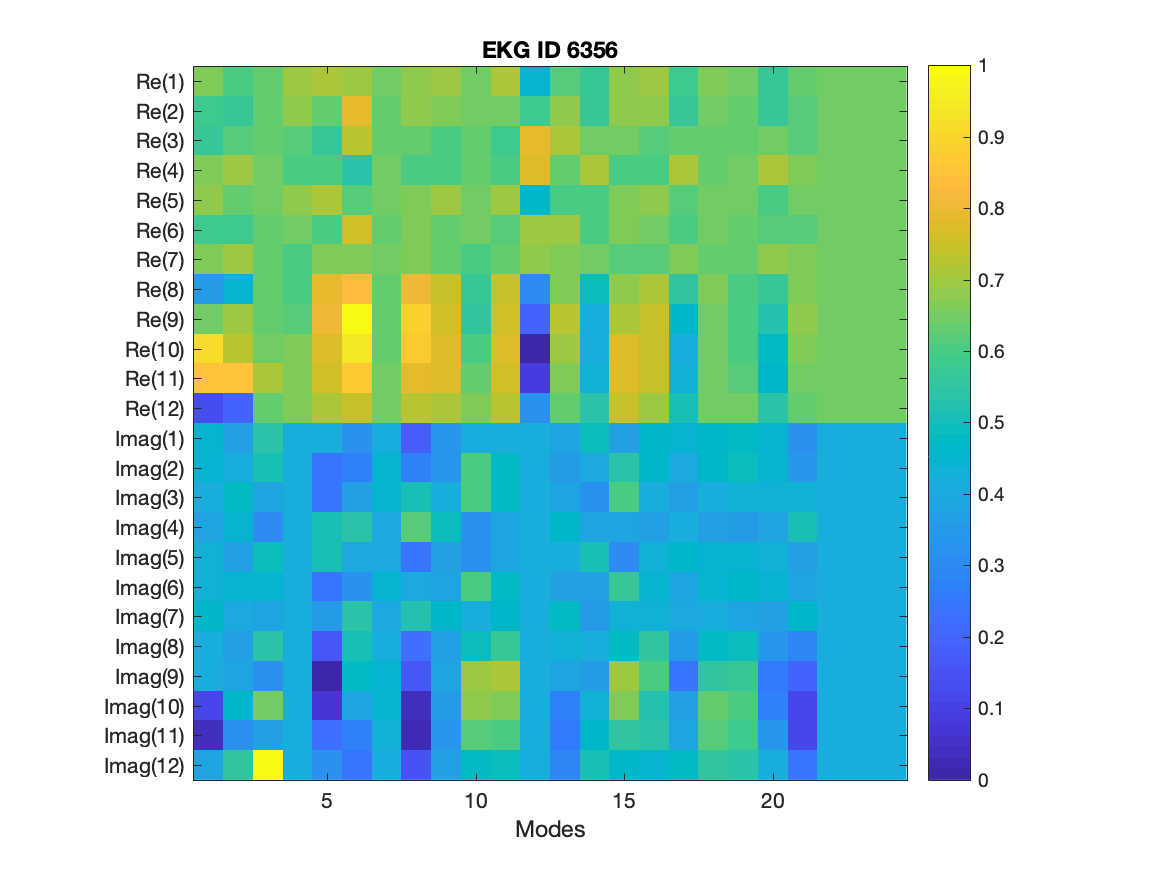 EKG ID 6356
Re(1)
Re(2)
Re(3)
Re(4)
Re(5)
Re(6)
Re(7)
Re(8)
Re(9)
Re(10)
Re(11)
Re(12)
Imag(1)
Imag(2)
Imag(3)
Imag(4)
Imag(5)
Imag(6)
Imag(7)
Imag(8)
Imag(9)
Imag(10)
Imag(11)
Imag(12)
5 10 15 20
Modes
1
0.9
0.8
0.7
0.6
0.5
0.4
0.3
0.2
0.1
0